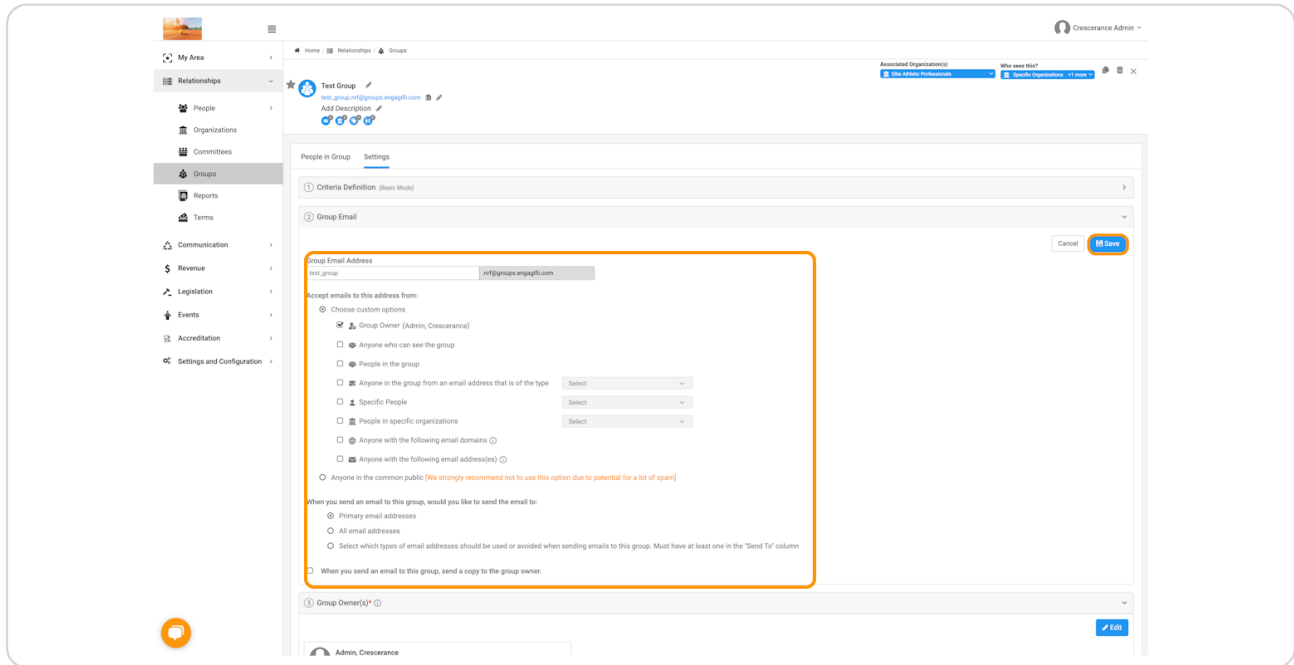 Crescerance Admin
My Area
Home / Relationships / Groups
Relationships
Associated Organization(s)
Who sees this?
Elite Athletic Professionals
Specific Organizations +1 more
Test Group
test_group.nrf@groups.engagifii.com
Add Description
People
Organizations
Committees
Groups
Reports
Terms
Communication
Revenue
Legislation
Events
Accreditation
Settings and Configuration
People in Group Settings
1 Criteria Definition (Basic Mode)
2 Group Email
Cancel Save
Group Email Address
test_group .nrf@groups.engagifii.com
Accept emails to this address from:
Choose custom options
Group Owner (Admin, Crescerance)
Anyone who can see the group
People in the group
Anyone in the group from an email address that is of the type Select
Specific People Select
People in specific organizations Select
Anyone with the following email domains
Anyone with the following email address(es)
Anyone in the common public [We strongly recommend not to use this option due to potential for a lot of spam]
When you send an email to this group, would you like to send the email to:
Primary email addresses
All email addresses
Select which types of email addresses should be used or avoided when sending emails to this group. Must have at least one in the "Send To" column
When you send an email to this group, send a copy to the group owner.
3 Group Owner(s)*
Edit
Admin, Crescerance